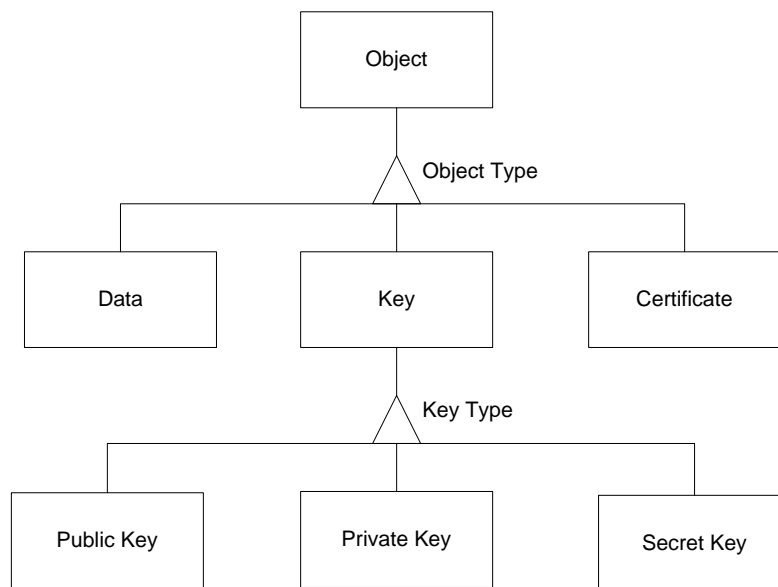 Object
Object Type
Data
Key
Certificate
Key Type
Public Key
Private Key
Secret Key